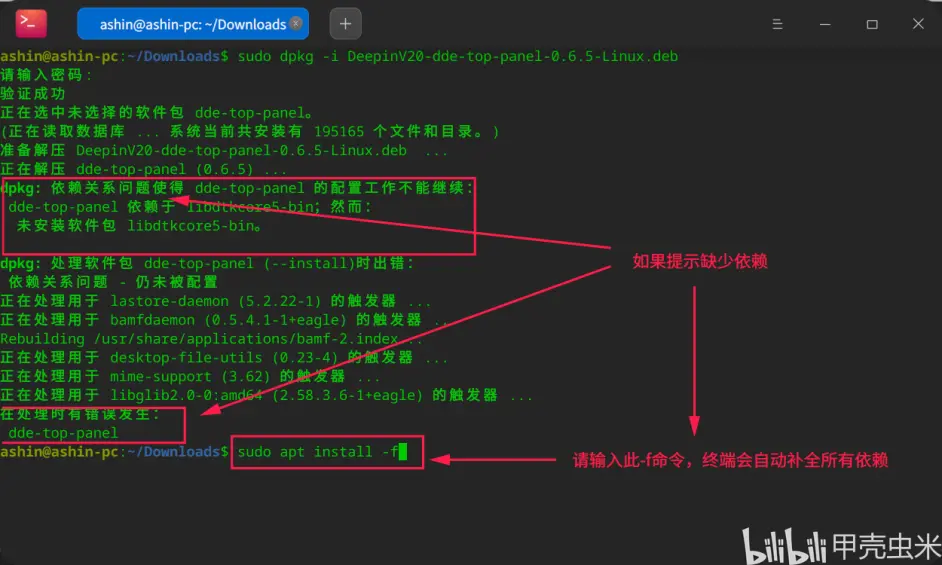 ashin@ashin-pc: ~/Downloads
ashin@ashin-pc:~/Downloads$ sudo dpkg -i DeepinV20-dde-top-panel-0.6.5-Linux.deb
请输入密码:
验证成功
正在选中未选择的软件包 dde-top-panel。
(正在读取数据库 ... 系统当前共安装有 195165 个文件和目录。)
准备解压 DeepinV20-dde-top-panel-0.6.5-Linux.deb ...
正在解压 dde-top-panel (0.6.5) ...
dpkg: 依赖关系问题使得 dde-top-panel 的配置工作不能继续:
dde-top-panel 依赖于 libdtkcore5-bin; 然而:
未安装软件包 libdtkcore5-bin。
dpkg: 处理软件包 dde-top-panel (--install)时出错:
依赖关系问题 - 仍未被配置
正在处理用于 lastore-daemon (5.2.22-1) 的触发器 ...
正在处理用于 bamfdaemon (0.5.4.1-1+eagle) 的触发器 ...
Rebuilding /usr/share/applications/bamf-2.index...
正在处理用于 desktop-file-utils (0.23-4) 的触发器 ...
正在处理用于 mime-support (3.62) 的触发器 ...
正在处理用于 libglib2.0-0:amd64 (2.58.3.6-1+eagle) 的触发器 ...
在处理时有错误发生:
dde-top-panel
ashin@ashin-pc:~/Downloads$ sudo apt install -f
如果提示缺少依赖
请输入此-f命令，终端会自动补全所有依赖
bilibili 甲壳虫米